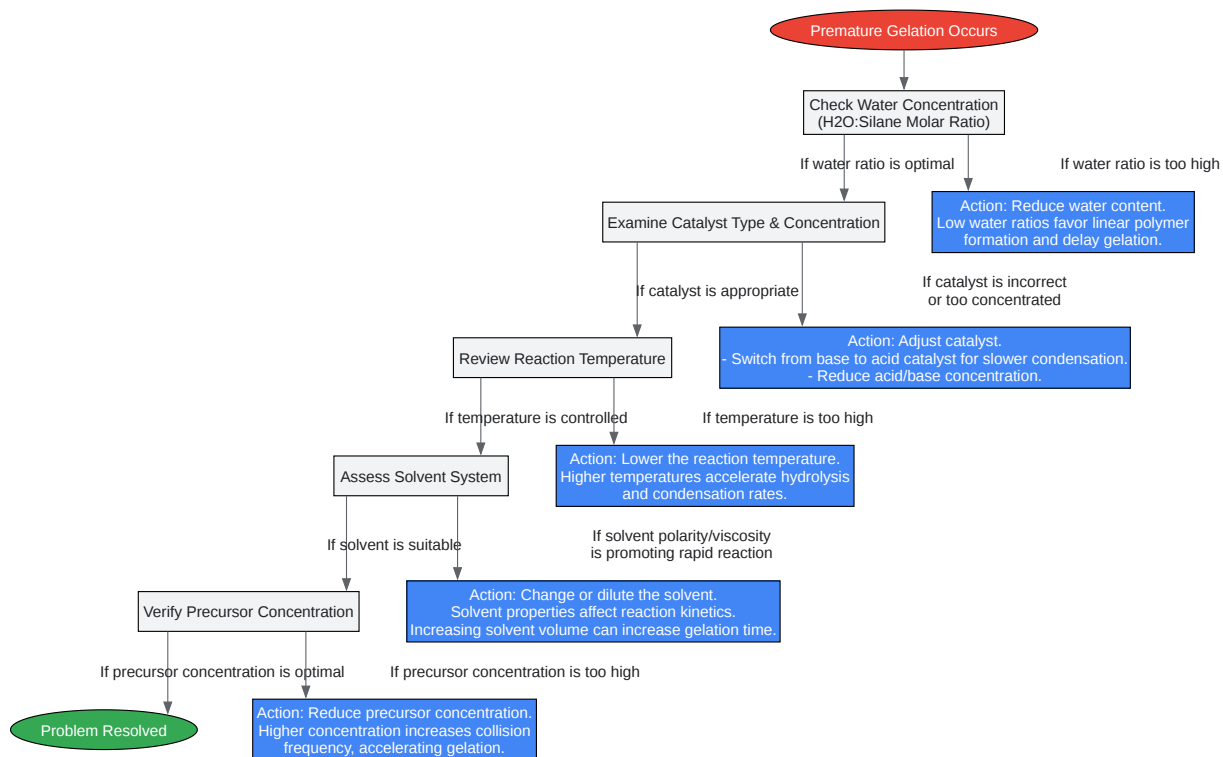 Premature Gelation Occurs
Check Water Concentration
(H2O:Silane Molar Ratio)
If water ratio is optimal
If water ratio is too high
Action: Reduce water content.
Low water ratios favor linear polymer
formation and delay gelation.
Examine Catalyst Type & Concentration
If catalyst is appropriate
If catalyst is incorrect
or too concentrated
Action: Adjust catalyst.
- Switch from base to acid catalyst for slower condensation.
- Reduce acid/base concentration.
Review Reaction Temperature
If temperature is controlled
If temperature is too high
Action: Lower the reaction temperature.
Higher temperatures accelerate hydrolysis
and condensation rates.
Assess Solvent System
If solvent is suitable
If solvent polarity/viscosity
is promoting rapid reaction
Action: Change or dilute the solvent.
Solvent properties affect reaction kinetics.
Increasing solvent volume can increase gelation time.
Verify Precursor Concentration
If precursor concentration is optimal
If precursor concentration is too high
Action: Reduce precursor concentration.
Higher concentration increases collision
frequency, accelerating gelation.
Problem Resolved